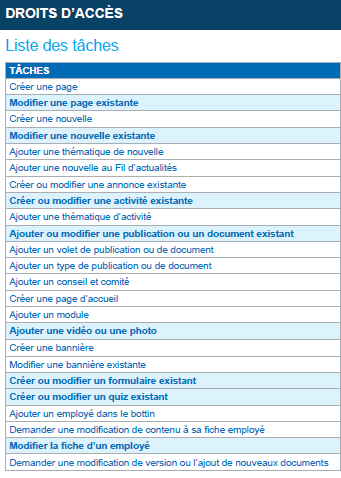 DROITS D'ACCÈS
Liste des tâches
TÂCHES
Créer une page
Modifier une page existante
Créer une nouvelle
Modifier une nouvelle existante
Ajouter une thématique de nouvelle
Ajouter une nouvelle au Fil d'actualités
Créer ou modifier une annonce existante
Créer ou modifier une activité existante
Ajouter une thématique d'activité
Ajouter ou modifier une publication ou un document existant
Ajouter un volet de publication ou de document
Ajouter un type de publication ou de document
Ajouter un conseil et comité
Créer une page d'accueil
Ajouter un module
Ajouter une vidéo ou une photo
Créer une bannière
Modifier une bannière existante
Créer ou modifier un formulaire existant
Créer ou modifier un quiz existant
Ajouter un employé dans le bottin
Demander une modification de contenu à sa fiche employé
Modifier la fiche d'un employé
Demander une modification de version ou l'ajout de nouveaux documents